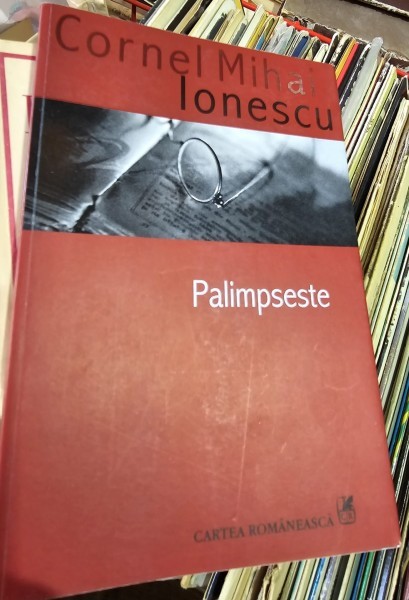 Cornel Mihai
Ionescu
Palimpseste
CARTEA ROMÂNEASCĂ